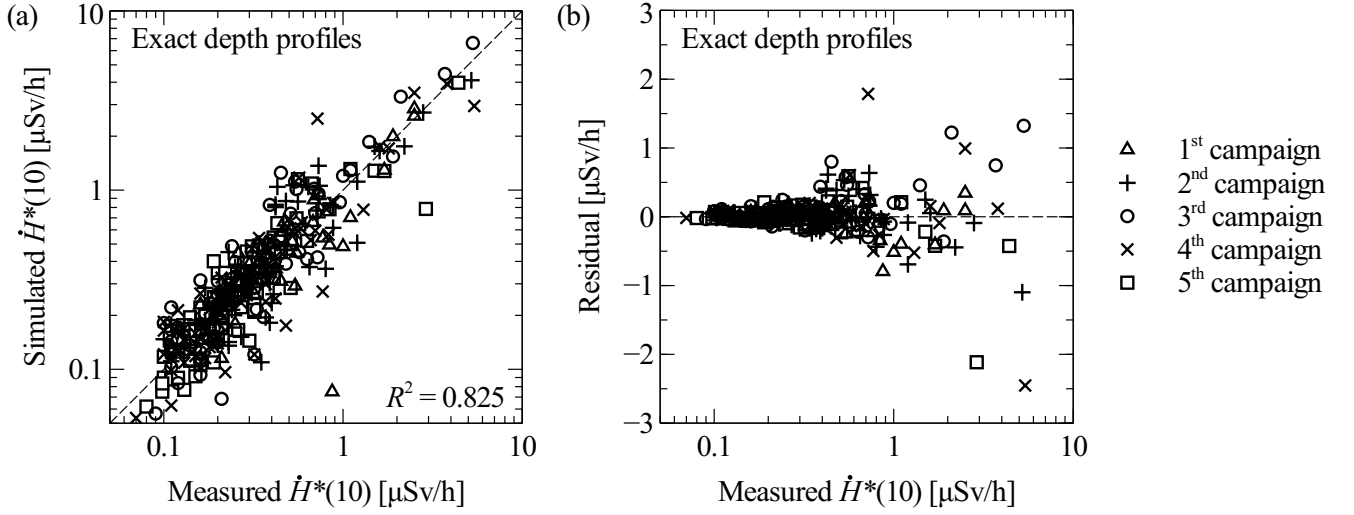 (a)
Exact depth profiles
Simulated Ḣ*(10) [μSv/h]
10
1
0.1
R² = 0.825
0.1
1
10
Measured Ḣ*(10) [μSv/h]
(b)
Exact depth profiles
Residual [μSv/h]
3
2
1
0
−1
−2
−3
0.1
1
10
Measured Ḣ*(10) [μSv/h]
1st campaign
2nd campaign
3rd campaign
4th campaign
5th campaign